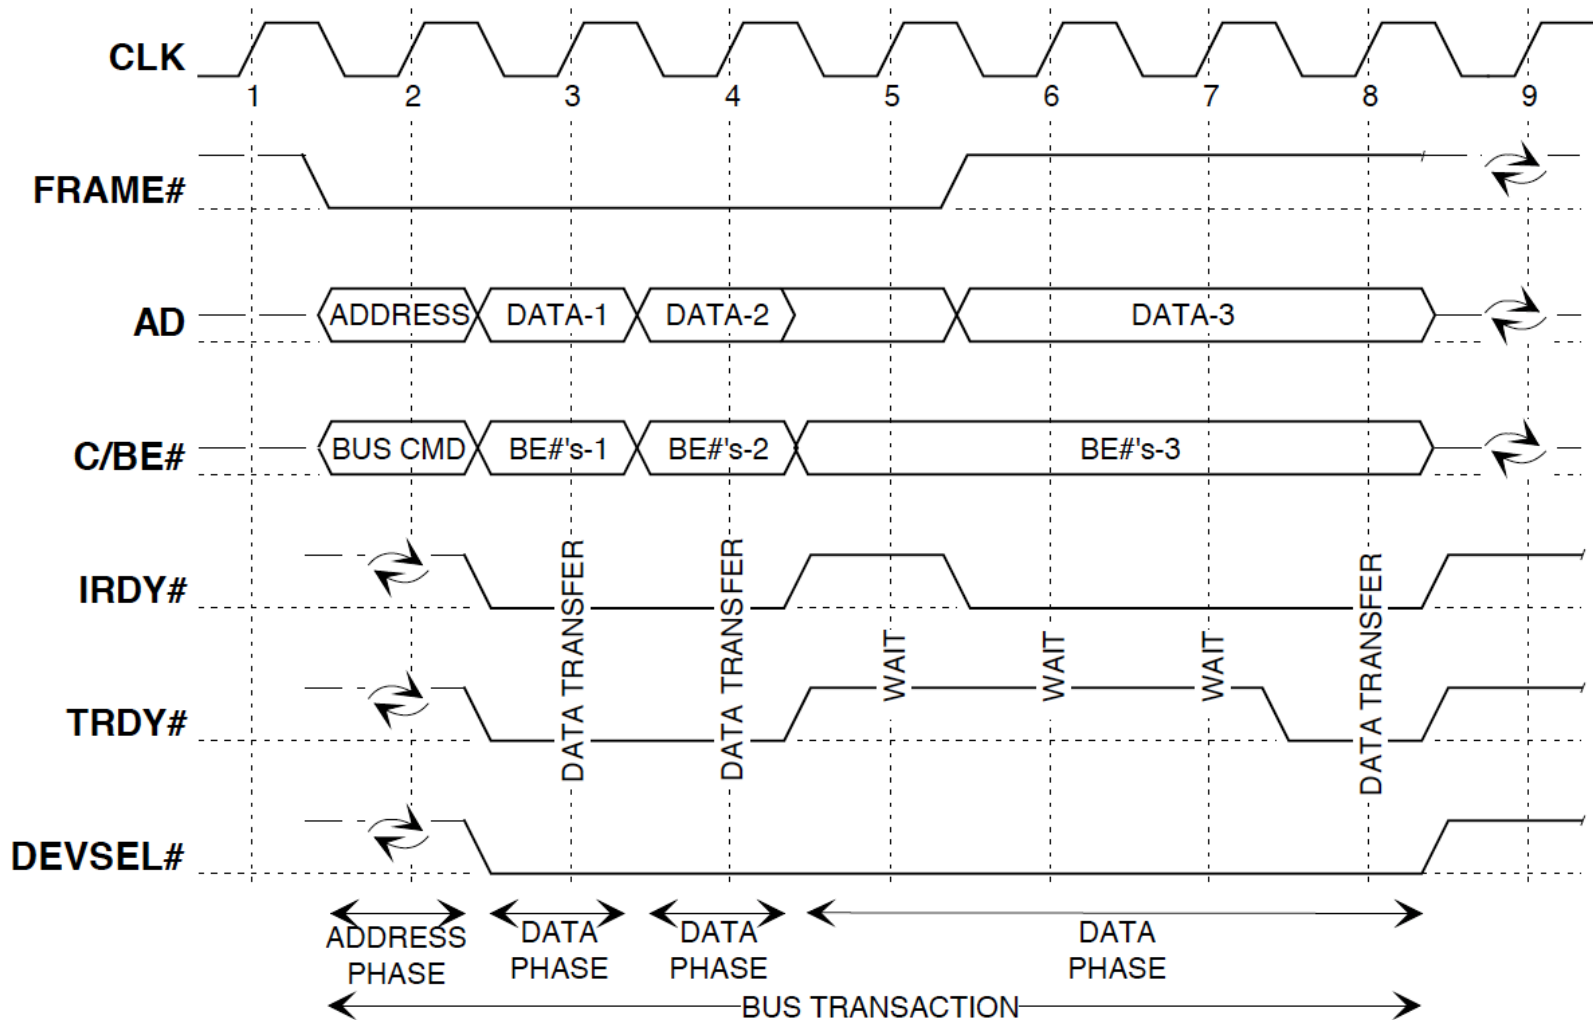 CLK
1 2 3 4 5 6 7 8 9
FRAME#
AD
ADDRESS DATA-1 DATA-2 DATA-3
C/BE#
BUS CMD BE#'s-1 BE#'s-2 BE#'s-3
IRDY#
TRDY#
DATA TRANSFER
DATA TRANSFER
WAIT
WAIT
WAIT
DATA TRANSFER
DEVSEL#
ADDRESS
PHASE
DATA
PHASE
DATA
PHASE
DATA
PHASE
BUS TRANSACTION